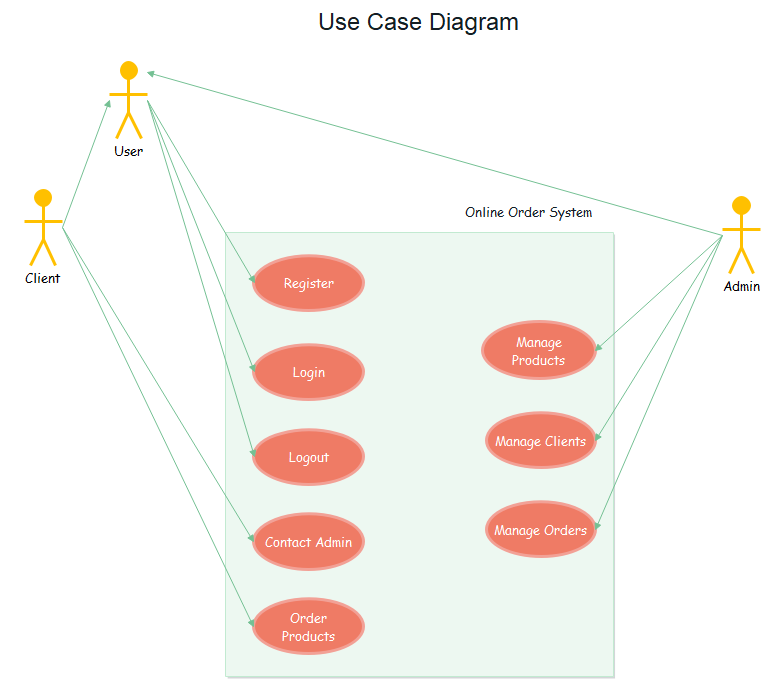 Use Case Diagram
User
Client
Online Order System
Admin
Register
Login
Logout
Contact Admin
Order
Products
Manage
Products
Manage Clients
Manage Orders